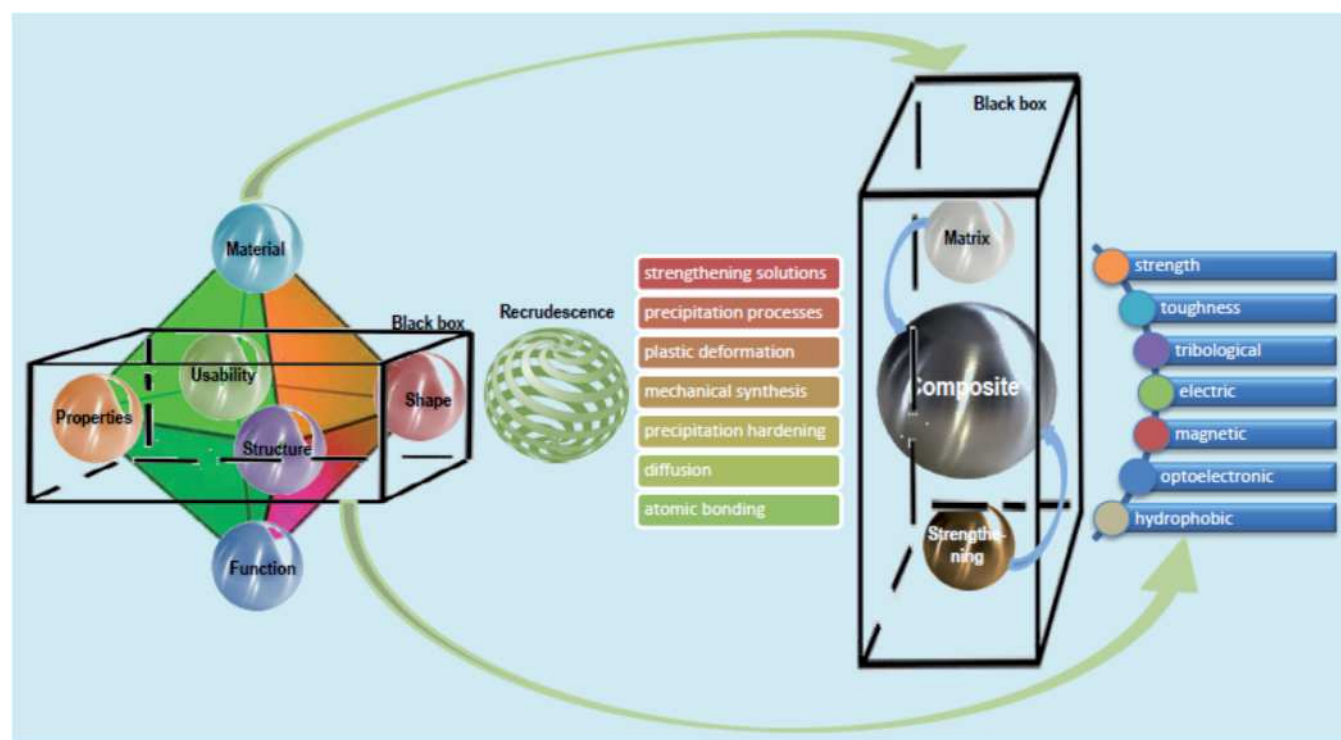 Material
Black box
Usability
Properties
Shape
Structure
Function
Recrudescence
strengthening solutions
precipitation processes
plastic deformation
mechanical synthesis
precipitation hardening
diffusion
atomic bonding
Black box
Matrix
Composite
Strengthe-
ning
strength
toughness
tribological
electric
magnetic
optoelectronic
hydrophobic